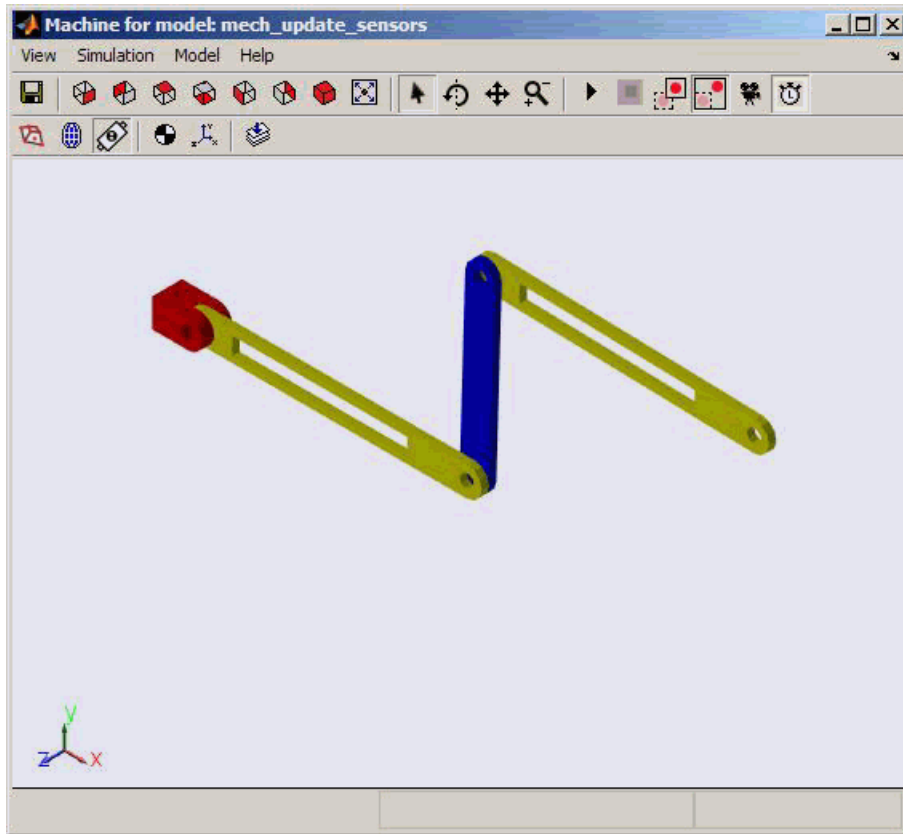 Machine for model: mech_update_sensors
View Simulation Model Help
y
z x